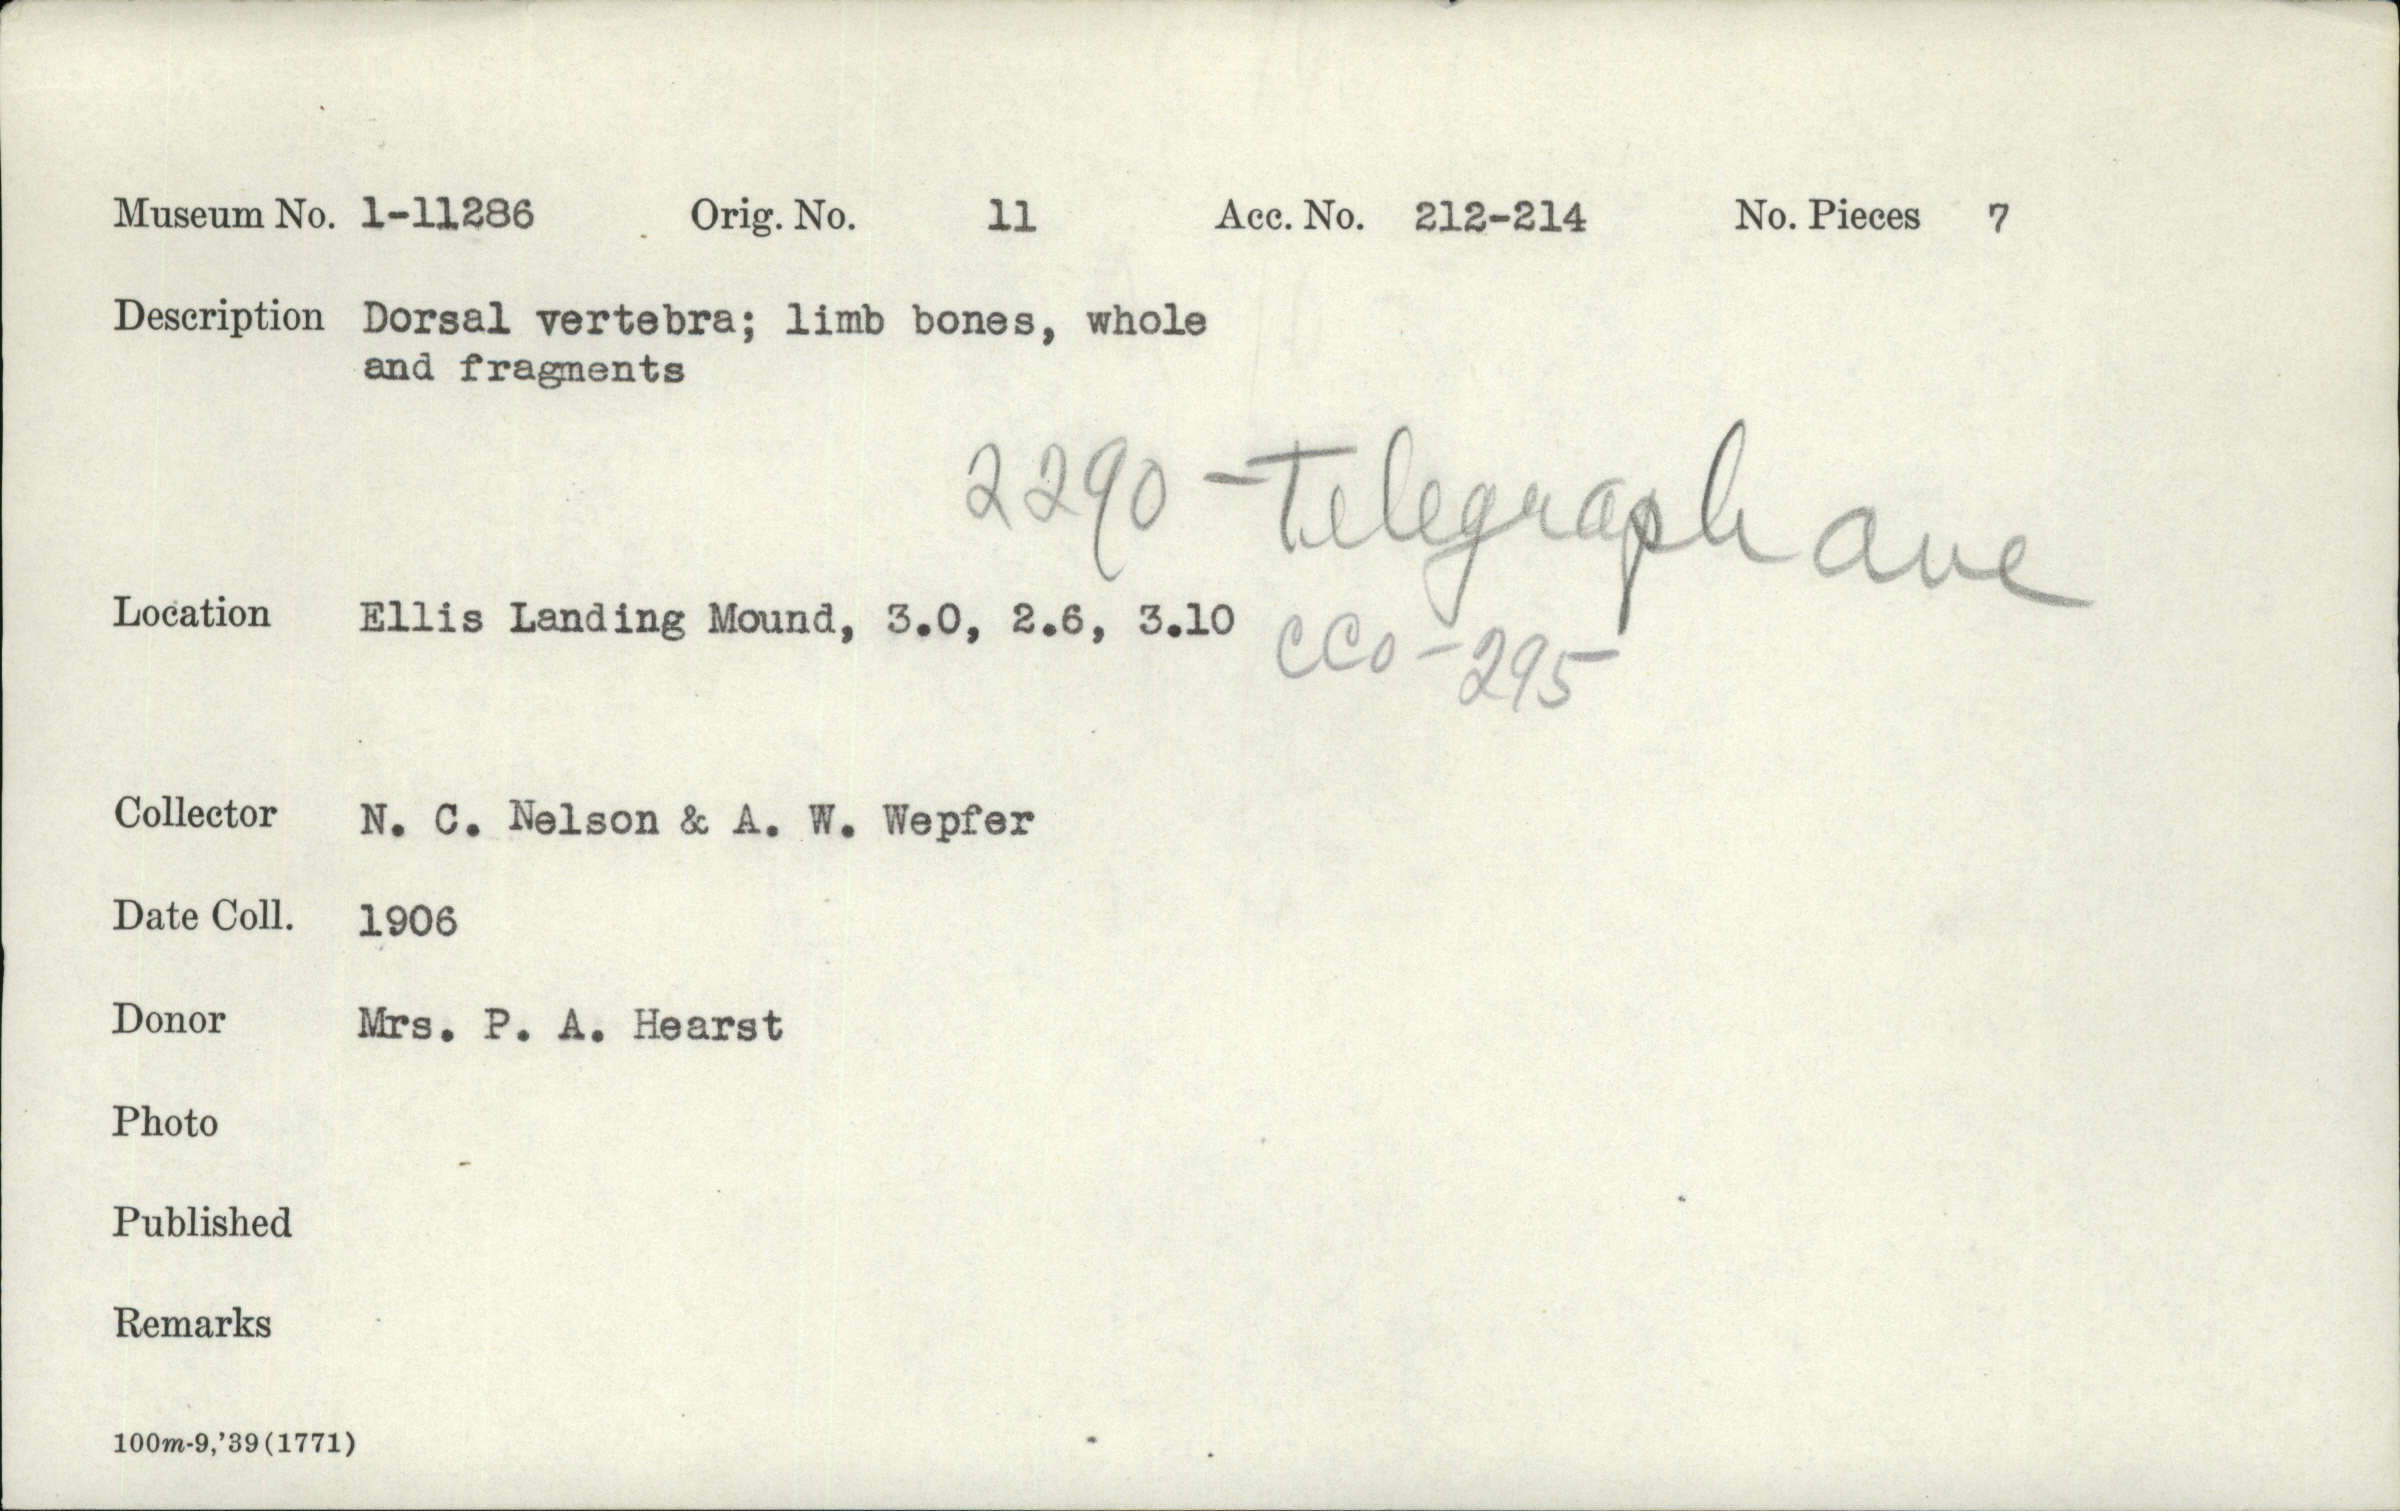 Museum No. 1-11286 Orig. No. 11 Acc. No. 212-214 No. Pieces 7
Description Dorsal vertebra; limb bones, whole
and fragments
2290 - Telegraph ave
Location Ellis Landing Mound, 3.0, 2.6, 3.10
CCo-295
Collector N. C. Nelson & A. W. Wepfer
Date Coll. 1906
Donor Mrs. P. A. Hearst
Photo
Published
Remarks
100m-9,'39(1771)